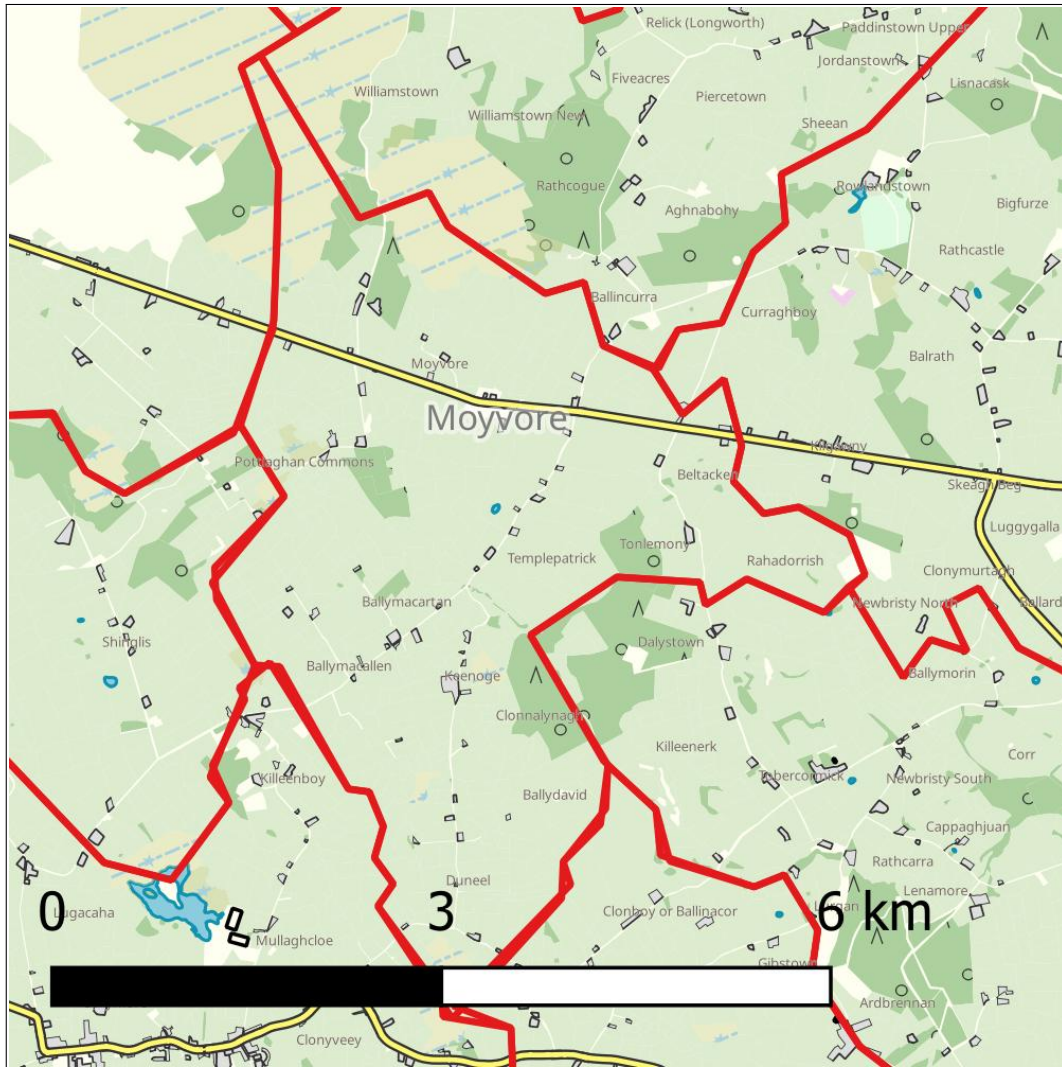 Relick (Longworth)
Paddinstown Upper
Jordanstown
Fiveacres
Lisnacask
Williamstown
Piercetown
Williamstown New
Sheean
Rathcogue
Rowlandstown
Aghnabohy
Bigfurze
Rathcastle
Ballincurra
Curraghboy
Balrath
Moyvore
Moyvore
Kilgawny
Pottiaghan Commons
Beltacken
Skeagh Beg
Luggygalla
Tonlemony
Templepatrick
Rahadorrish
Clonymurtagh
Ballymacartan
Newbristy North
Ballard
Shinglis
Dalystown
Ballymacallen
Keenoge
Ballymorin
Clonnalynagh
Killeenerk
Corr
Killeenboy
Tobercormick
Newbristy South
Ballydavid
Cappaghjuan
Rathcarra
Duneel
Lenamore
Lugacaha
Clonboy or Ballinacor
0 3 6 km
Mullaghcloe
Gibstown
Ardbrennan
Clonyveey